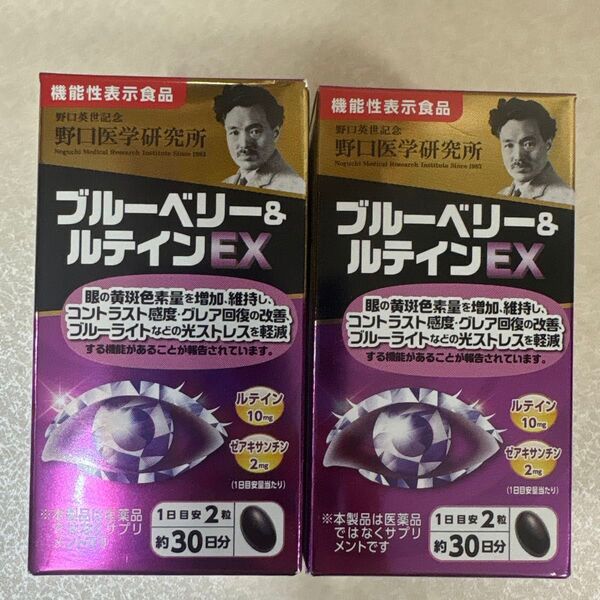 機能性表示食品
野口英世記念
野口医学研究所
Noguchi Medical Research Institute Since 1983
ブルーベリー&
ルテインEX
眼の黄斑色素量を増加、維持し、
コントラスト感度・グレア回復の改善、
ブルーライトなどの光ストレスを軽減
する機能があることが報告されています。
ルテイン
10mg
ゼアキサンチン
2mg
(1日目安量当たり)
※本製品は医薬品
ではなくサプリ
メントです
1日目安2粒
約30日分
機能性表示食品
野口英世記念
野口医学研究所
Noguchi Medical Research Institute Since 1983
ブルーベリー&
ルテインEX
眼の黄斑色素量を増加、維持し、
コントラスト感度・グレア回復の改善、
ブルーライトなどの光ストレスを軽減
する機能があることが報告されています。
ルテイン
10mg
ゼアキサンチン
2mg
(1日目安量当たり)
※本製品は医薬品
ではなくサプリ
メントです
1日目安2粒
約30日分